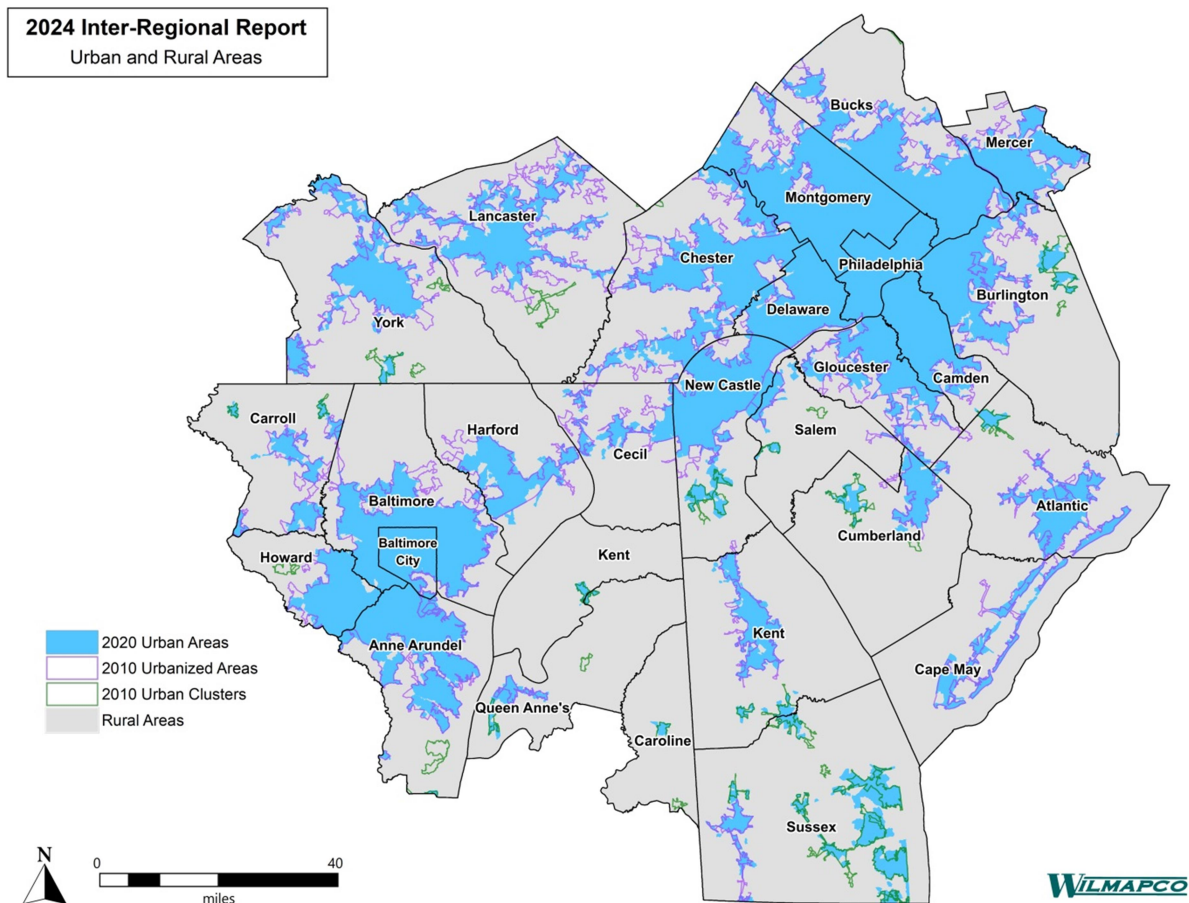 2024 Inter-Regional Report
Urban and Rural Areas
Bucks
Mercer
Montgomery
Lancaster
Chester
Philadelphia
Burlington
Delaware
York
New Castle
Gloucester
Camden
Carroll
Harford
Salem
Cecil
Baltimore
Atlantic
Cumberland
Baltimore
City
Howard
Kent
Kent
Anne Arundel
Cape May
Queen Anne's
Caroline
Sussex
2020 Urban Areas
2010 Urbanized Areas
2010 Urban Clusters
Rural Areas
N
0 40
miles
WILMAPCO